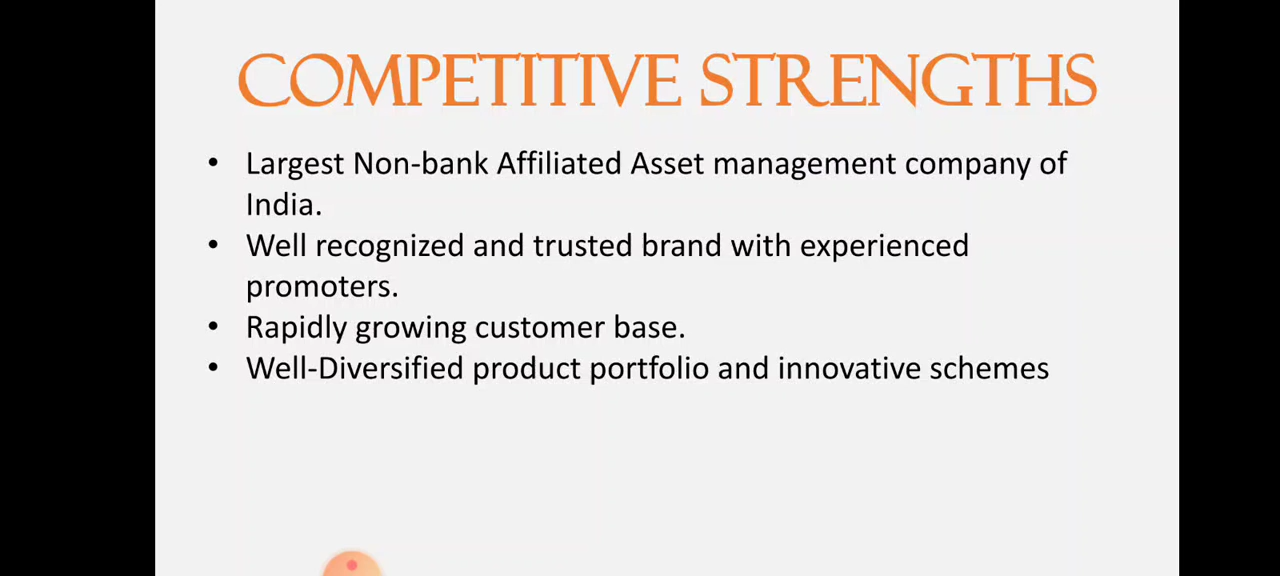 COMPETITIVE STRENGTHS
• Largest Non-bank Affiliated Asset management company of
India.
• Well recognized and trusted brand with experienced
promoters.
• Rapidly growing customer base.
• Well-Diversified product portfolio and innovative schemes